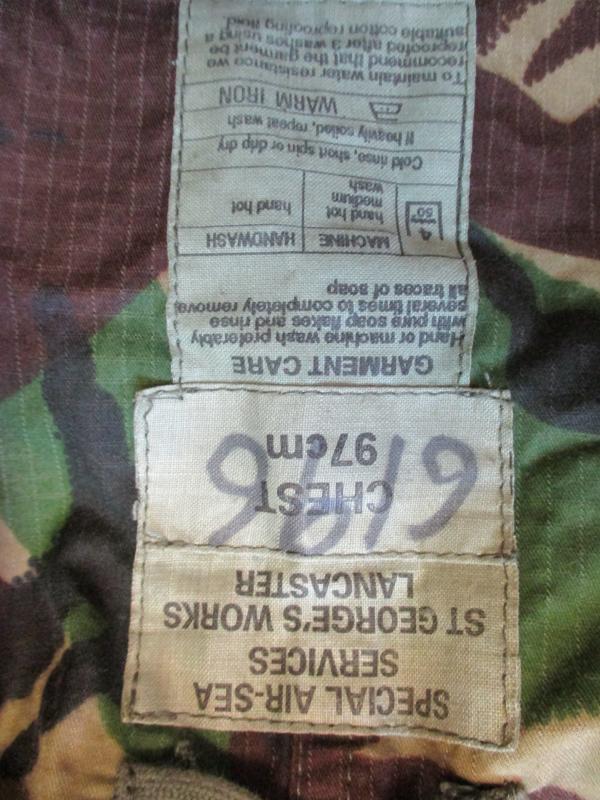 SPECIAL AIR-SEA
SERVICES
ST GEORGE'S WORKS
LANCASTER
6196
CHEST
97cm
GARMENT CARE
Hand or machine wash preferably
with pure soap flakes and rinse
several times to completely remove
all traces of soap
4
50°
MACHINE
hand hot
medium
wash
HANDWASH
hand hot
Cold rinse, short spin or drip dry
If heavily soiled, repeat wash
WARM IRON
To maintain water resistance we
recommend that the garment be
reproofed after 3 washes using a
suitable cotton reproofing fluid.